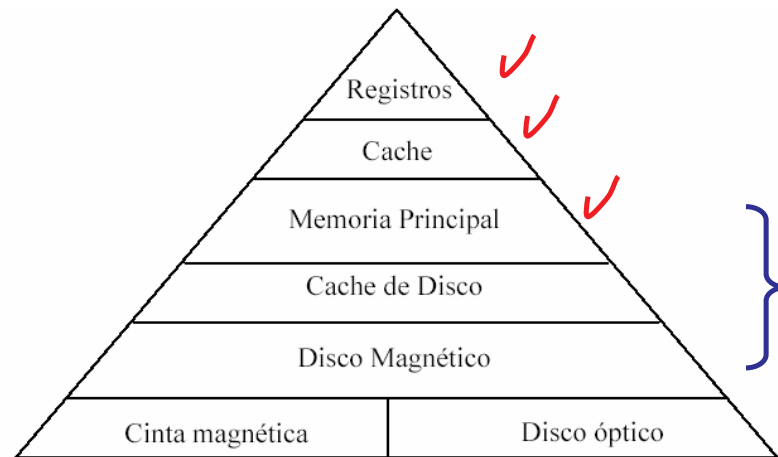 Registros
Cache
Memoria Principal
Cache de Disco
Disco Magnético
Cinta magnética
Disco óptico